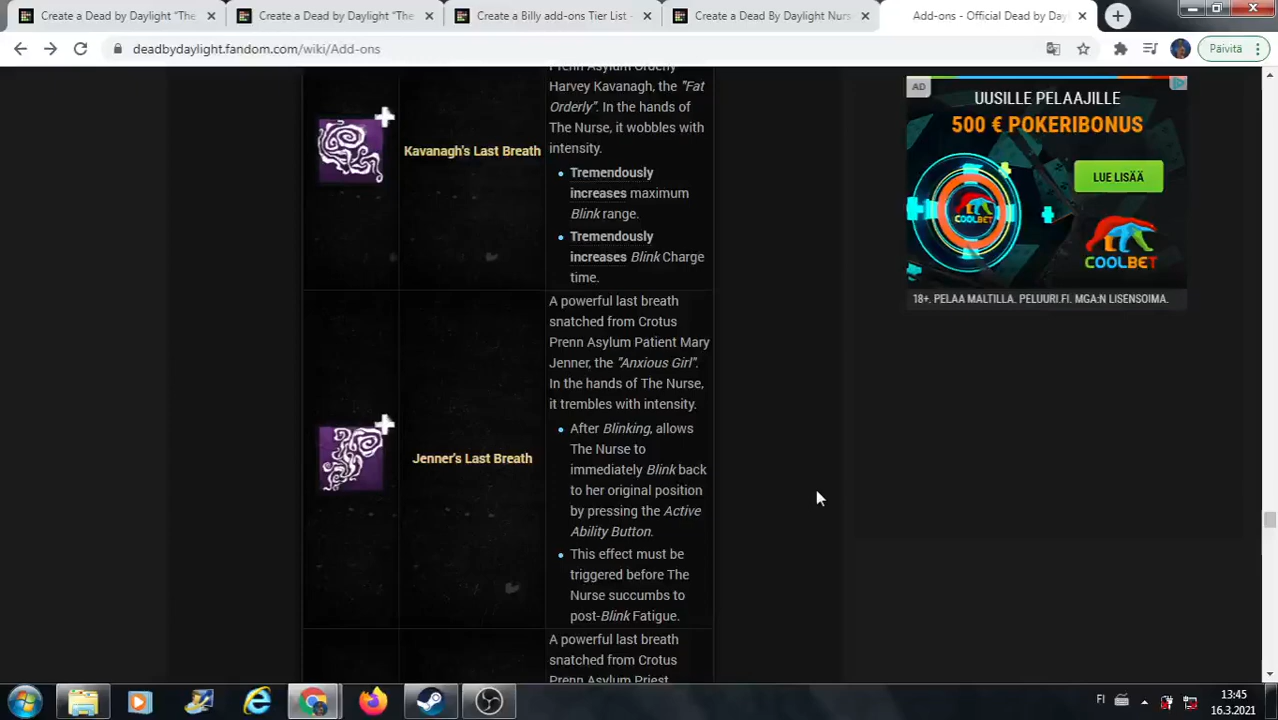 Create a Dead by Daylight "The
Create a Dead by Daylight "The
Create a Billy add-ons Tier List -
Create a Dead By Daylight Nurs
Add-ons - Official Dead by Day
deadbydaylight.fandom.com/wiki/Add-ons
Päivitä
Prenn Asylum Orderly
Harvey Kavanagh, the "Fat
Orderly". In the hands of
The Nurse, it wobbles with
intensity.
Kavanagh's Last Breath
Tremendously
increases maximum
Blink range.
Tremendously
increases Blink Charge
time.
A powerful last breath
snatched from Crotus
Prenn Asylum Patient Mary
Jenner, the "Anxious Girl".
In the hands of The Nurse,
it trembles with intensity.
Jenner's Last Breath
After Blinking, allows
The Nurse to
immediately Blink back
to her original position
by pressing the Active
Ability Button.
This effect must be
triggered before The
Nurse succumbs to
post-Blink Fatigue.
A powerful last breath
snatched from Crotus
Prenn Asylum Priest
AD
UUSILLE PELAAJILLE
500 € POKERIBONUS
LUE LISÄÄ
COOLBET
COOLBET
18+. PELAA MALTILLA. PELUURI.FI. MGA:N LISENSOIMA.
FI
13:45
16.3.2021